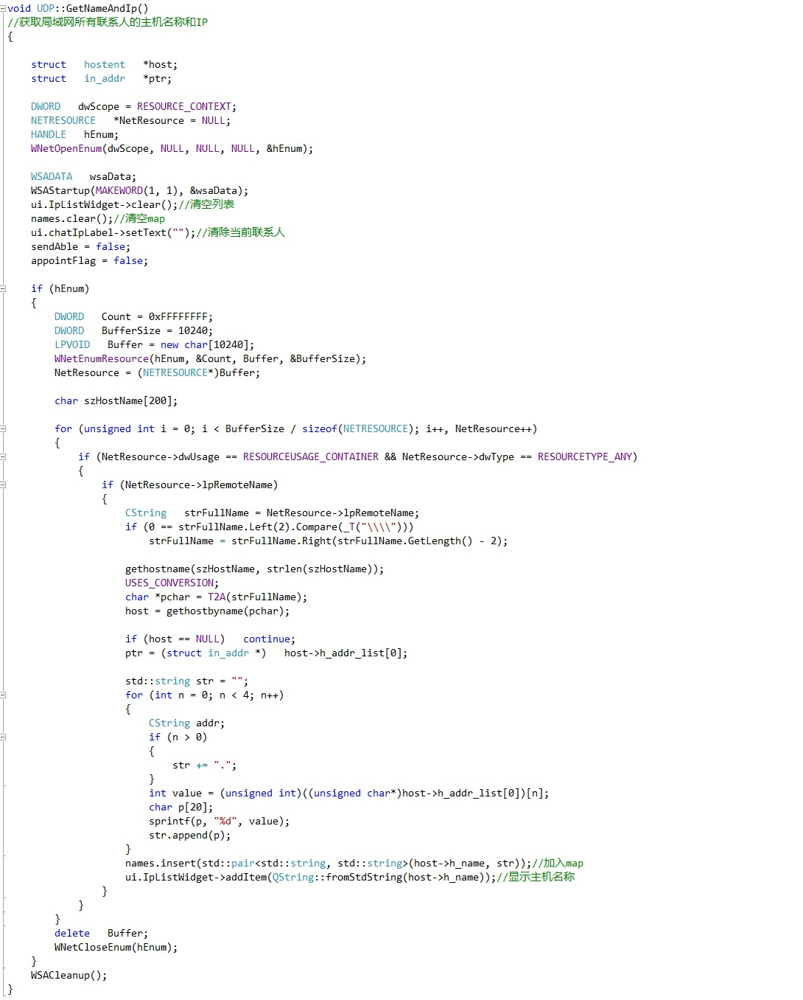 void UDP::GetNameAndIp()
//获取局域网所有联系人的主机名称和IP
{
struct   hostent   *host;
struct   in_addr   *ptr;
DWORD   dwScope = RESOURCE_CONTEXT;
NETRESOURCE   *NetResource = NULL;
HANDLE   hEnum;
WNetOpenEnum(dwScope, NULL, NULL, NULL, &hEnum);
WSADATA   wsaData;
WSAStartup(MAKEWORD(1, 1), &wsaData);
ui.IpListWidget->clear();//清空列表
names.clear();//清空map
ui.chatIpLabel->setText("");//清除当前联系人
sendAble = false;
appointFlag = false;
if (hEnum)
{
DWORD   Count = 0xFFFFFFFF;
DWORD   BufferSize = 10240;
LPVOID   Buffer = new char[10240];
WNetEnumResource(hEnum, &Count, Buffer, &BufferSize);
NetResource = (NETRESOURCE*)Buffer;
char szHostName[200];
for (unsigned int i = 0; i < BufferSize / sizeof(NETRESOURCE); i++, NetResource++)
{
if (NetResource->dwUsage == RESOURCEUSAGE_CONTAINER && NetResource->dwType == RESOURCETYPE_ANY)
{
if (NetResource->lpRemoteName)
{
CString   strFullName = NetResource->lpRemoteName;
if (0 == strFullName.Left(2).Compare(_T("\\\\")))
strFullName = strFullName.Right(strFullName.GetLength() - 2);
gethostname(szHostName, strlen(szHostName));
USES_CONVERSION;
char *pchar = T2A(strFullName);
host = gethostbyname(pchar);
if (host == NULL)   continue;
ptr = (struct in_addr *)   host->h_addr_list[0];
std::string str = "";
for (int n = 0; n < 4; n++)
{
CString addr;
if (n > 0)
{
str += ".";
}
int value = (unsigned int)((unsigned char*)host->h_addr_list[0])[n];
char p[20];
sprintf(p, "%d", value);
str.append(p);
}
names.insert(std::pair<std::string, std::string>(host->h_name, str));//加入map
ui.IpListWidget->addItem(QString::fromStdString(host->h_name));//显示主机名称
}
}
}
delete   Buffer;
WNetCloseEnum(hEnum);
}
WSACleanup();
}